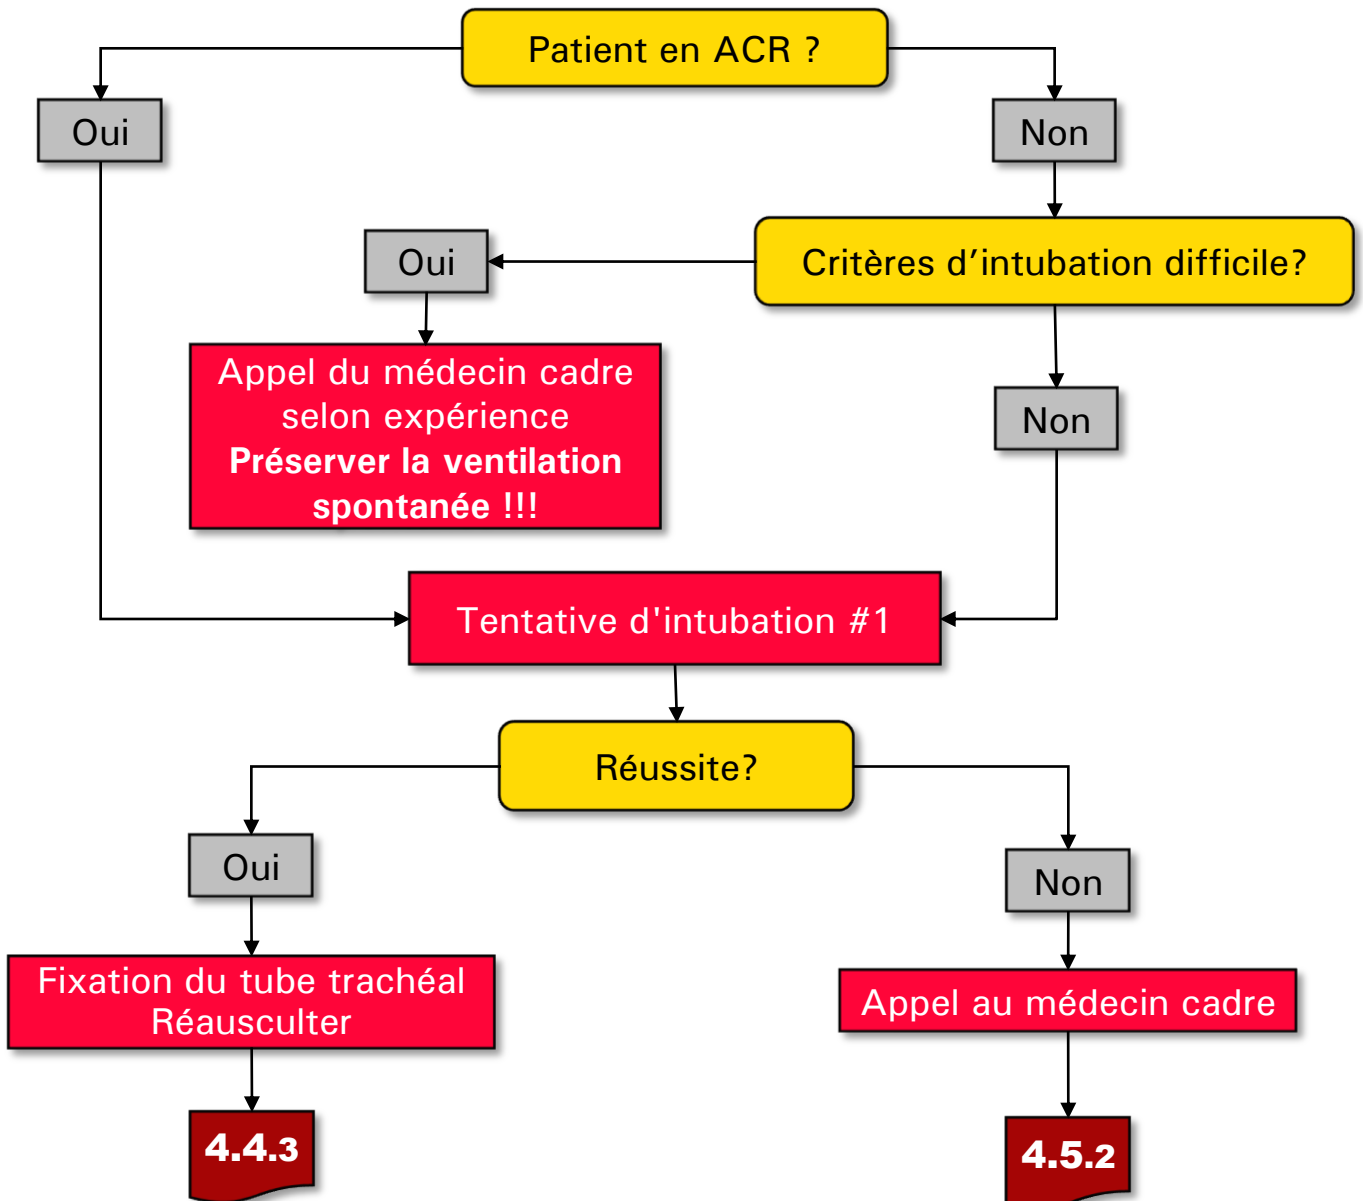 Patient en ACR ?
Oui
Non
Critères d’intubation difficile?
Oui
Appel du médecin cadre
selon expérience
Préserver la ventilation
spontanée !!!
Non
Tentative d'intubation #1
Réussite?
Oui
Non
Fixation du tube trachéal
Réausculter
Appel au médecin cadre
4.4.3
4.5.2